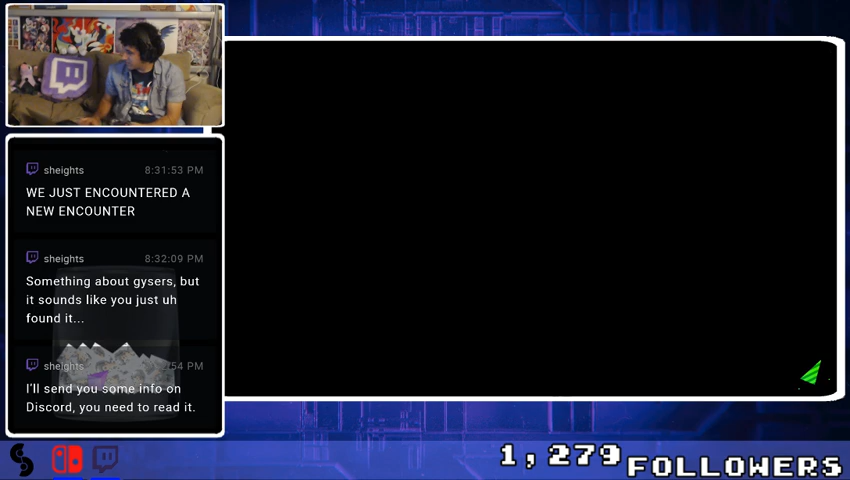 sheights 8:31:53 PM
WE JUST ENCOUNTERED A
NEW ENCOUNTER
sheights 8:32:09 PM
Something about gysers, but
it sounds like you just uh
found it...
sheights :54 PM
I'll send you some info on
Discord, you need to read it.
1,279 FOLLOWERS